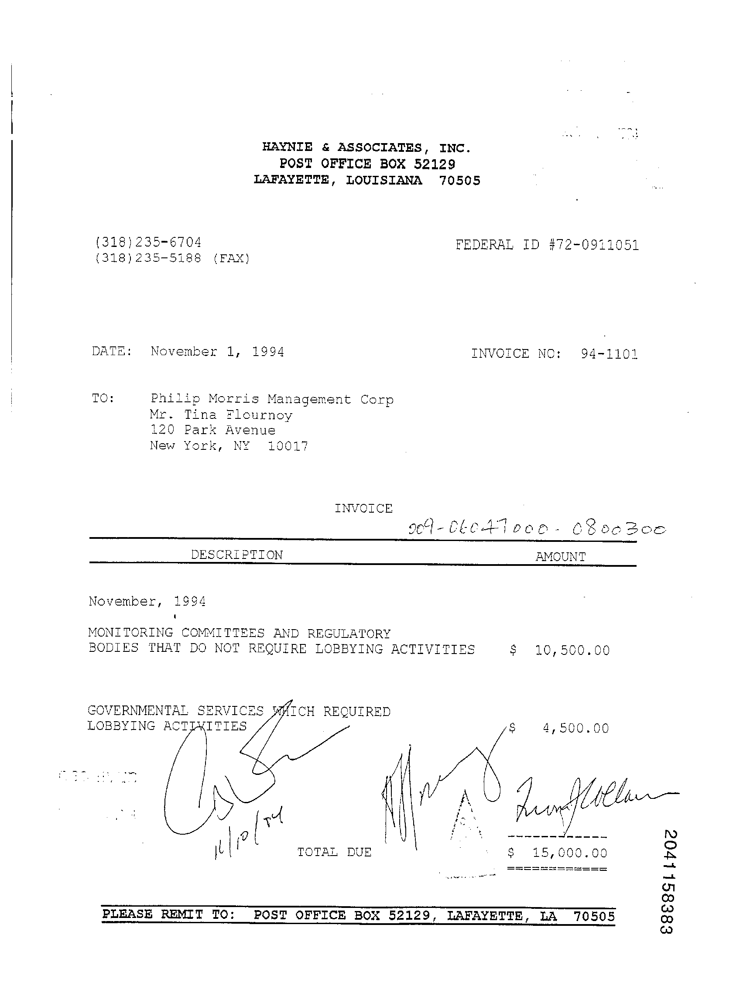 HAYNIE & ASSOCIATES, INC.
POST OFFICE BOX 52129
LAFAYETTE, LOUISIANA 70505
(318)235-6704 FEDERAL ID #72-0911051
(318)235-5188 (FAX)
DATE: November 1, 1994 INVOICE NO: 94-1101
TO: Philip Morris Management Corp
Mr. Tina Flournoy
120 Park Avenue
New York, NY 10017
INVOICE
209-06047000-0800300
DESCRIPTION AMOUNT
November, 1994
MONITORING COMMITTEES AND REGULATORY
BODIES THAT DO NOT REQUIRE LOBBYING ACTIVITIES $ 10,500.00
GOVERNMENTAL SERVICES WHICH REQUIRED
LOBBYING ACTIVITIES $ 4,500.00
11/10/94
TOTAL DUE $ 15,000.00
PLEASE REMIT TO: POST OFFICE BOX 52129, LAFAYETTE, LA 70505
2041158383